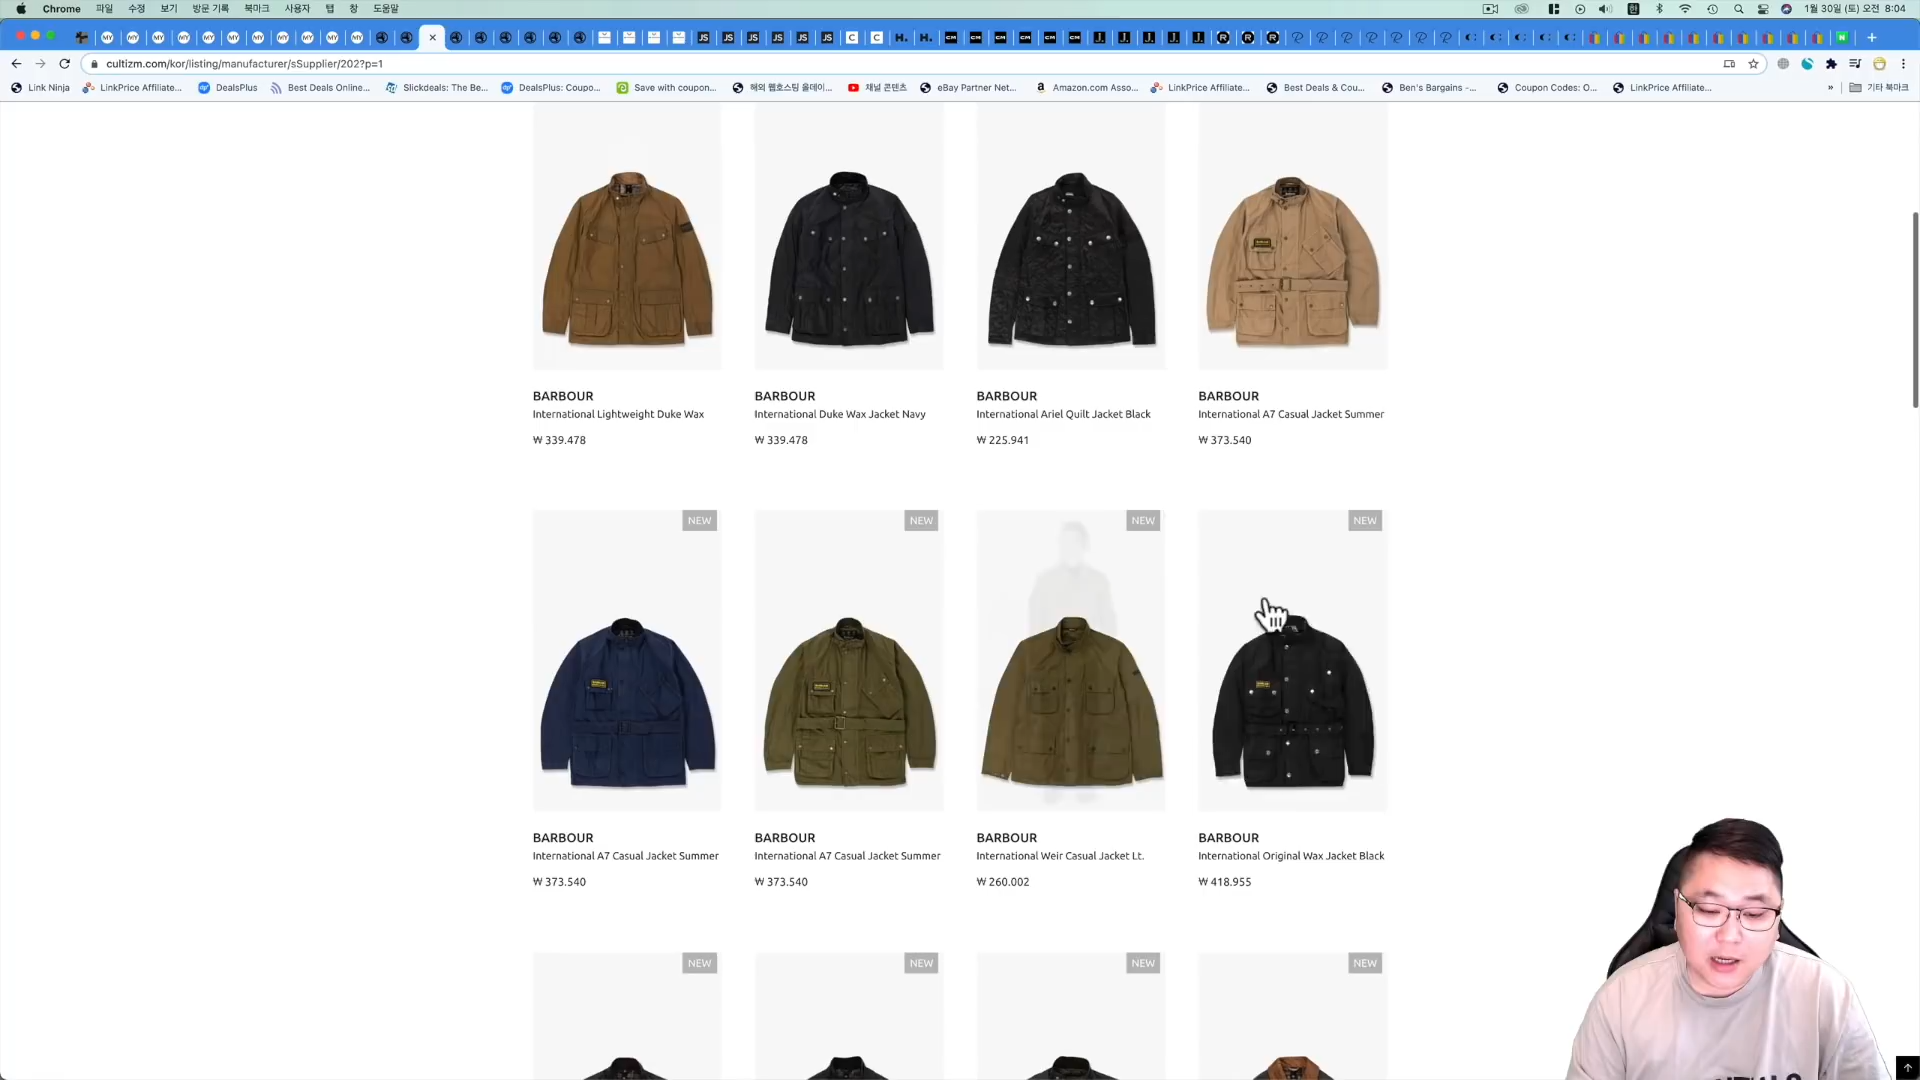 Chrome 파일 수정 보기 방문 기록 북마크 사용자 탭 창 도움말 1월 30일 (토) 오전 8:04
cultizm.com/kor/listing/manufacturer/sSupplier/202?p=1
Link Ninja LinkPrice Affiliate... DealsPlus Best Deals Online... Slickdeals: The Be... DealsPlus: Coupo... Save with coupon... 해외 웹호스팅 올데이... 채널 콘텐츠 eBay Partner Net... Amazon.com Asso... LinkPrice Affiliate... Best Deals & Cou... Ben's Bargains -... Coupon Codes: O... LinkPrice Affiliate... » 기타 북마크
BARBOUR BARBOUR BARBOUR BARBOUR
International Lightweight Duke Wax International Duke Wax Jacket Navy International Ariel Quilt Jacket Black International A7 Casual Jacket Summer
₩ 339.478 ₩ 339.478 ₩ 225.941 ₩ 373.540
NEW NEW NEW NEW
BARBOUR BARBOUR BARBOUR BARBOUR
International A7 Casual Jacket Summer International A7 Casual Jacket Summer International Weir Casual Jacket Lt. International Original Wax Jacket Black
₩ 373.540 ₩ 373.540 ₩ 260.002 ₩ 418.955
NEW NEW NEW NEW